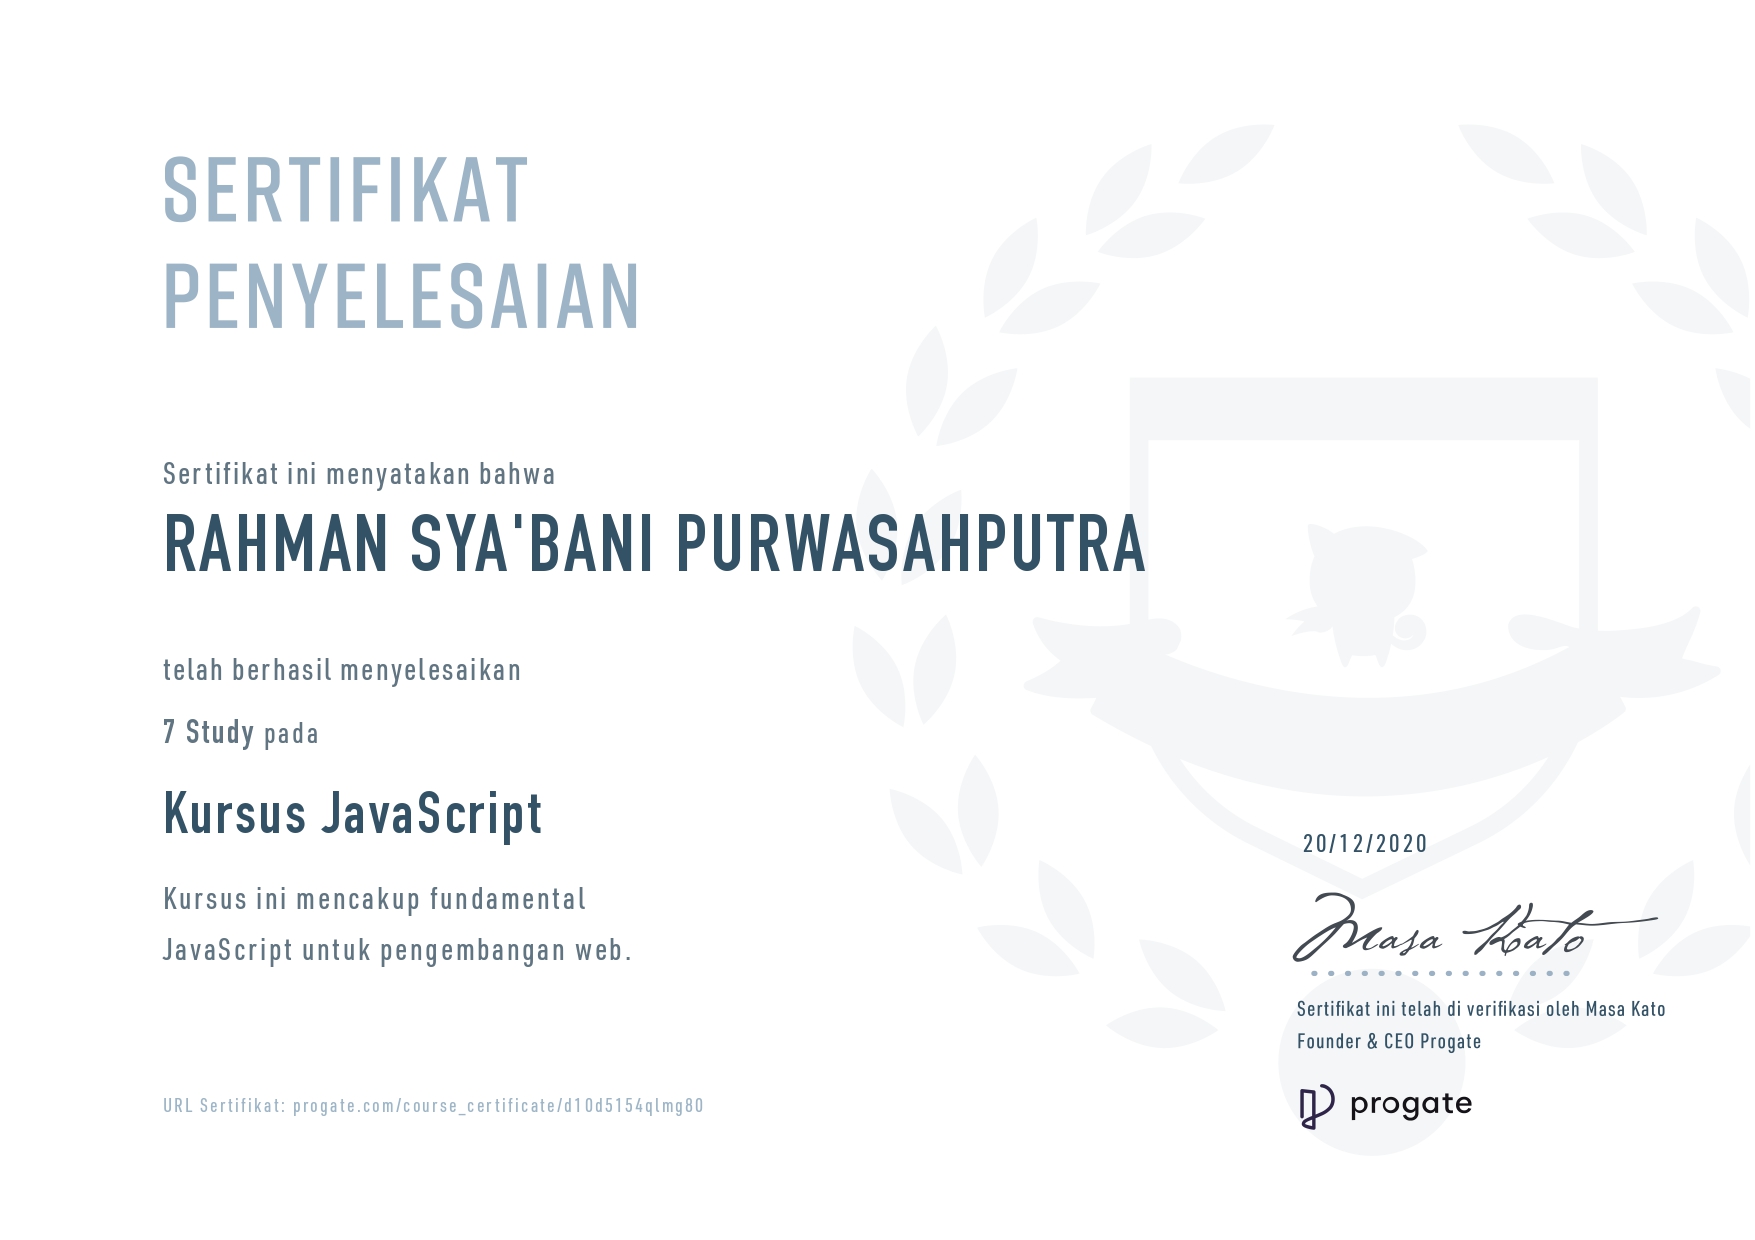 SERTIFIKAT
PENYELESAIAN
Sertifikat ini menyatakan bahwa
RAHMAN SYA'BANI PURWASAHPUTRA
telah berhasil menyelesaikan
7 Study pada
Kursus JavaScript
Kursus ini mencakup fundamental
JavaScript untuk pengembangan web.
20/12/2020
Masa Kato
Sertifikat ini telah di verifikasi oleh Masa Kato
Founder & CEO Progate
progate
URL Sertifikat: progate.com/course_certificate/d10d5154qlmg80